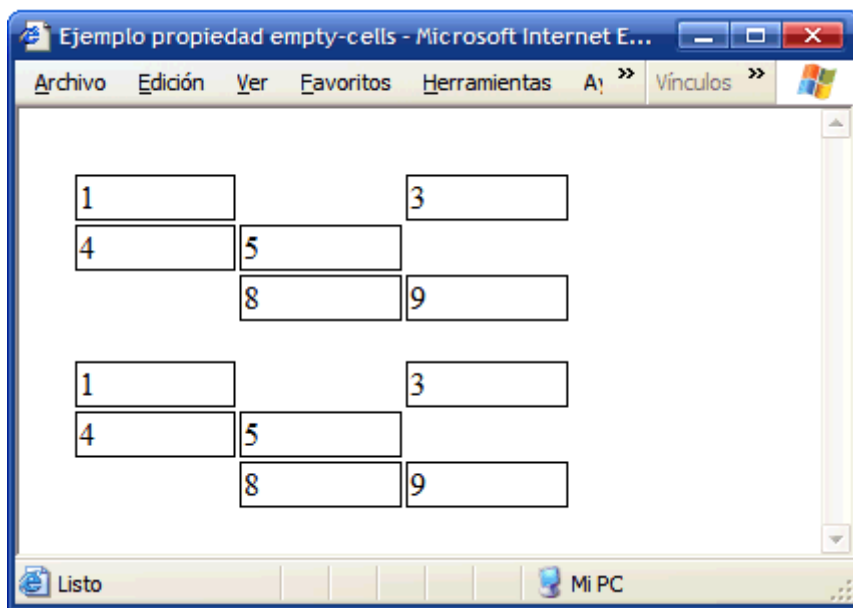 Ejemplo propiedad empty-cells - Microsoft Internet E...
Archivo Edición Ver Favoritos Herramientas Ay » Vínculos »
1 3
4 5
8 9
1 3
4 5
8 9
Listo Mi PC